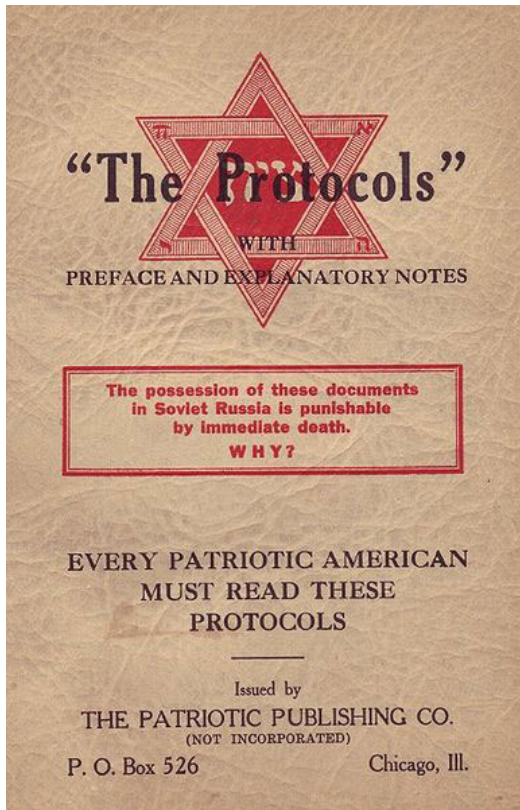 "The Protocols"
WITH
PREFACE AND EXPLANATORY NOTES
The possession of these documents
in Soviet Russia is punishable
by immediate death.
WHY?
EVERY PATRIOTIC AMERICAN
MUST READ THESE
PROTOCOLS
Issued by
THE PATRIOTIC PUBLISHING CO.
(NOT INCORPORATED)
P. O. Box 526 Chicago, Ill.